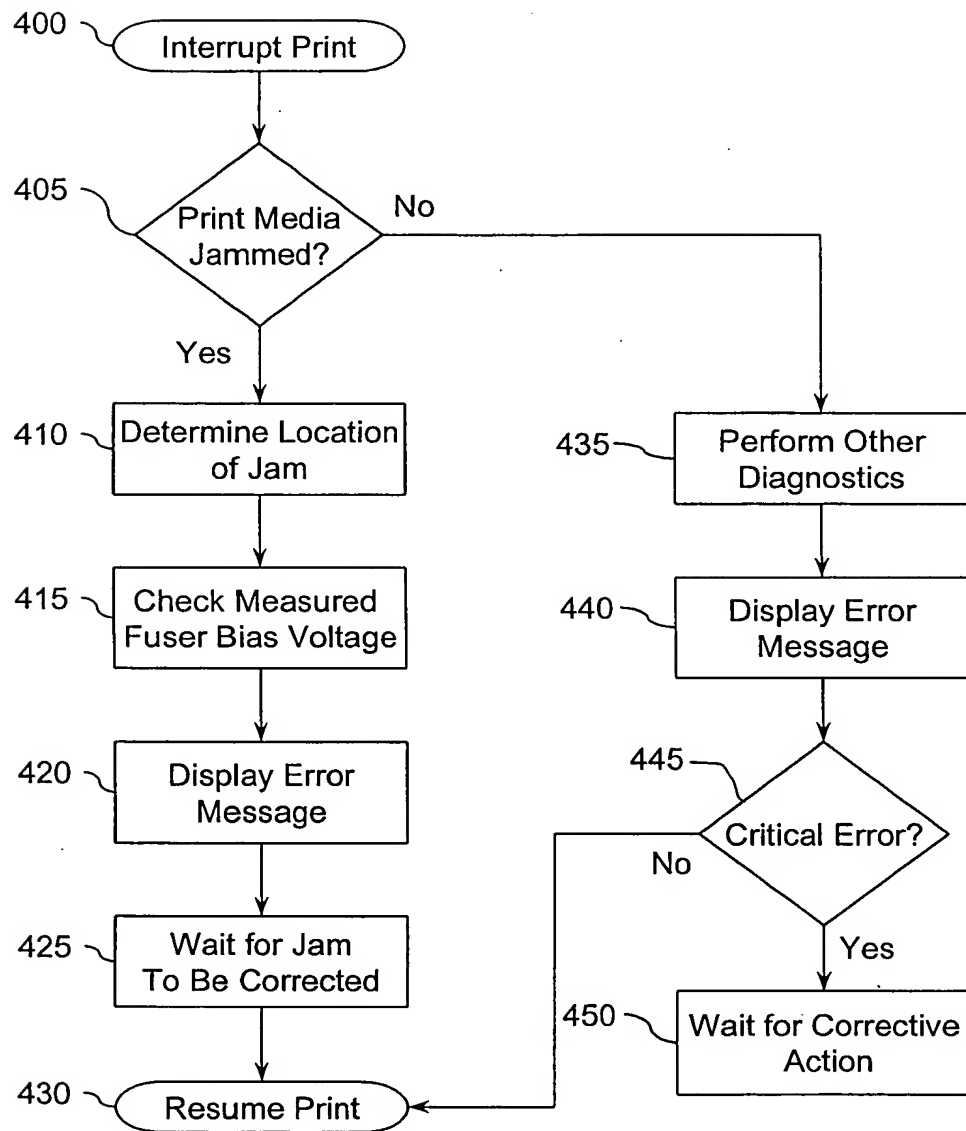 400
Interrupt Print
405
Print Media
Jammed?
No
Yes
410
Determine Location
of Jam
415
Check Measured
Fuser Bias Voltage
420
Display Error
Message
425
Wait for Jam
To Be Corrected
430
Resume Print
435
Perform Other
Diagnostics
440
Display Error
Message
445
Critical Error?
No
Yes
450
Wait for Corrective
Action